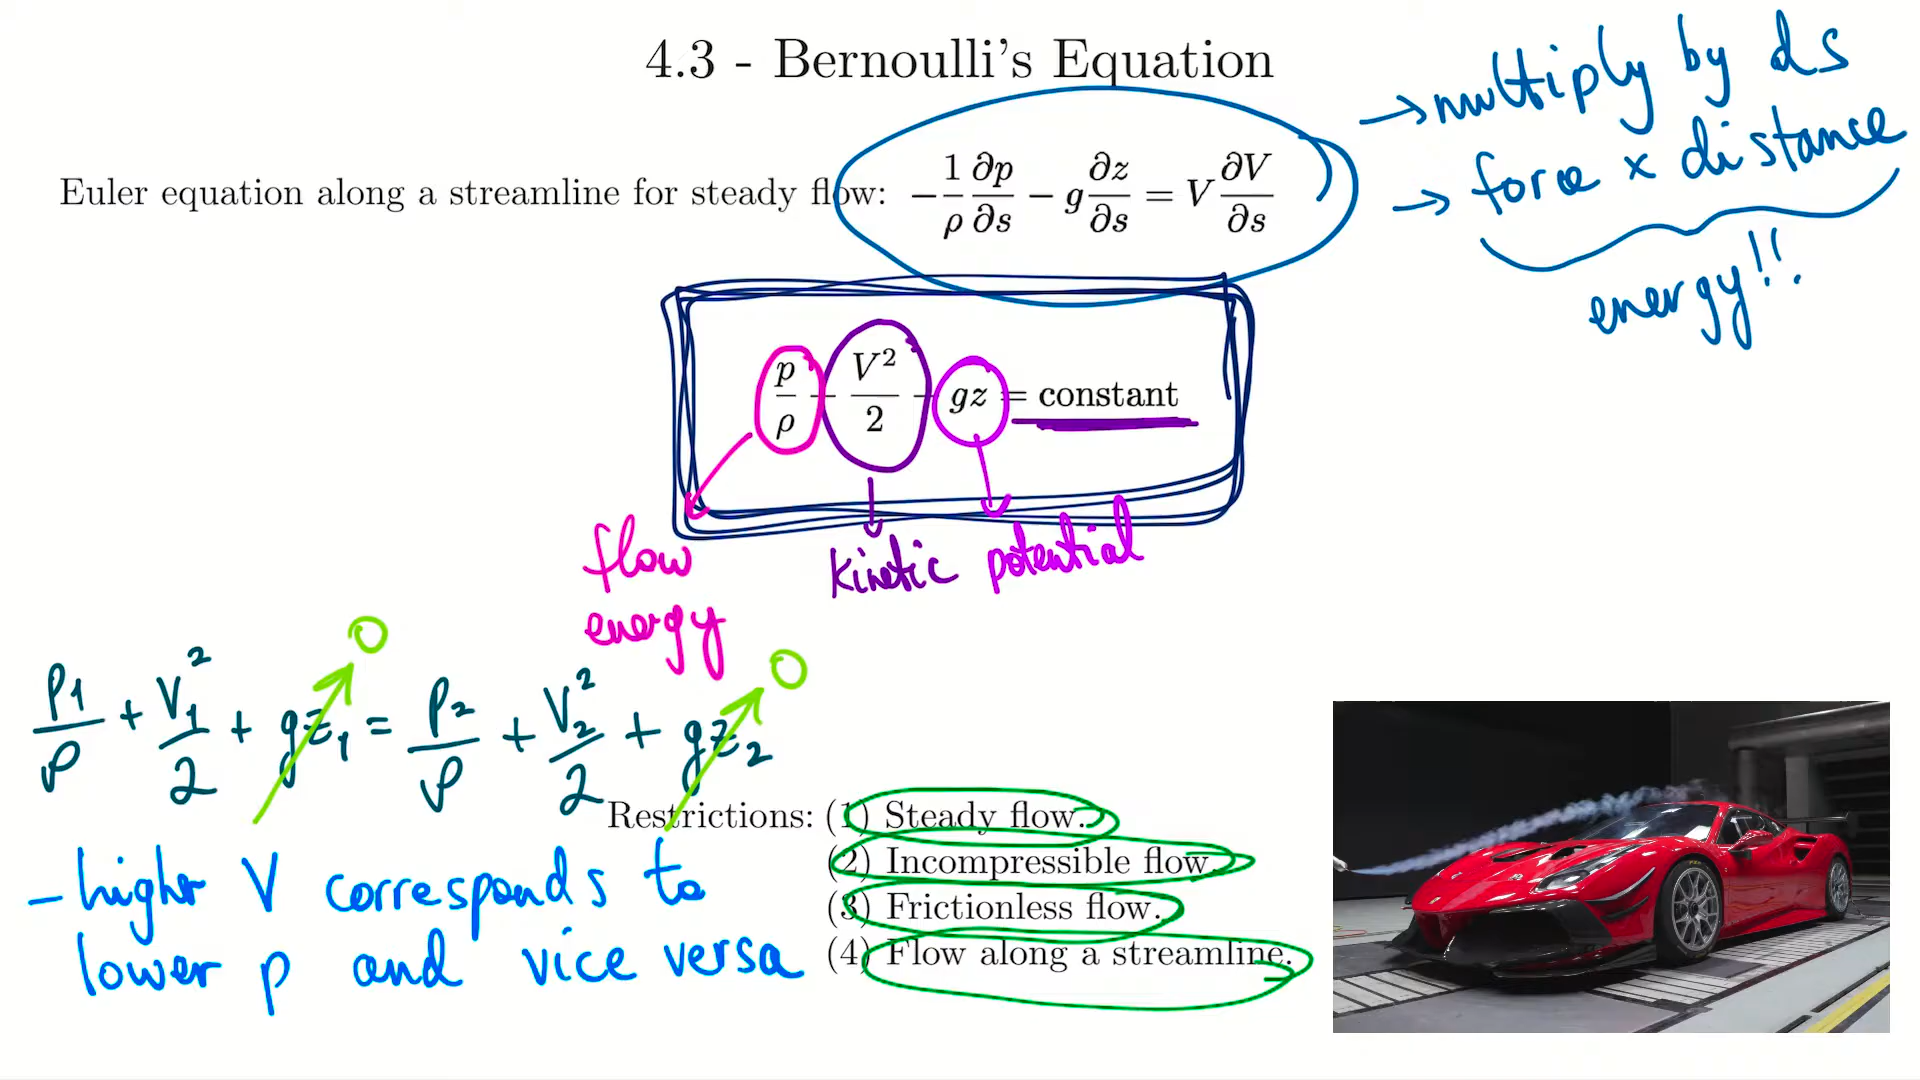 4.3 - Bernoulli's Equation
→ multiply by ds
→ force x distance
energy!!
Euler equation along a streamline for steady flow: −1/ρ ∂p/∂s − g ∂z/∂s = V ∂V/∂s
p/ρ + V²/2 + gz = constant
flow
energy
kinetic
potential
0
0
p₁/ρ + V₁²/2 + gz₁ = p₂/ρ + V₂²/2 + gz₂
- higher V corresponds to
lower p and vice versa
Restrictions: (1) Steady flow.
(2) Incompressible flow.
(3) Frictionless flow.
(4) Flow along a streamline.